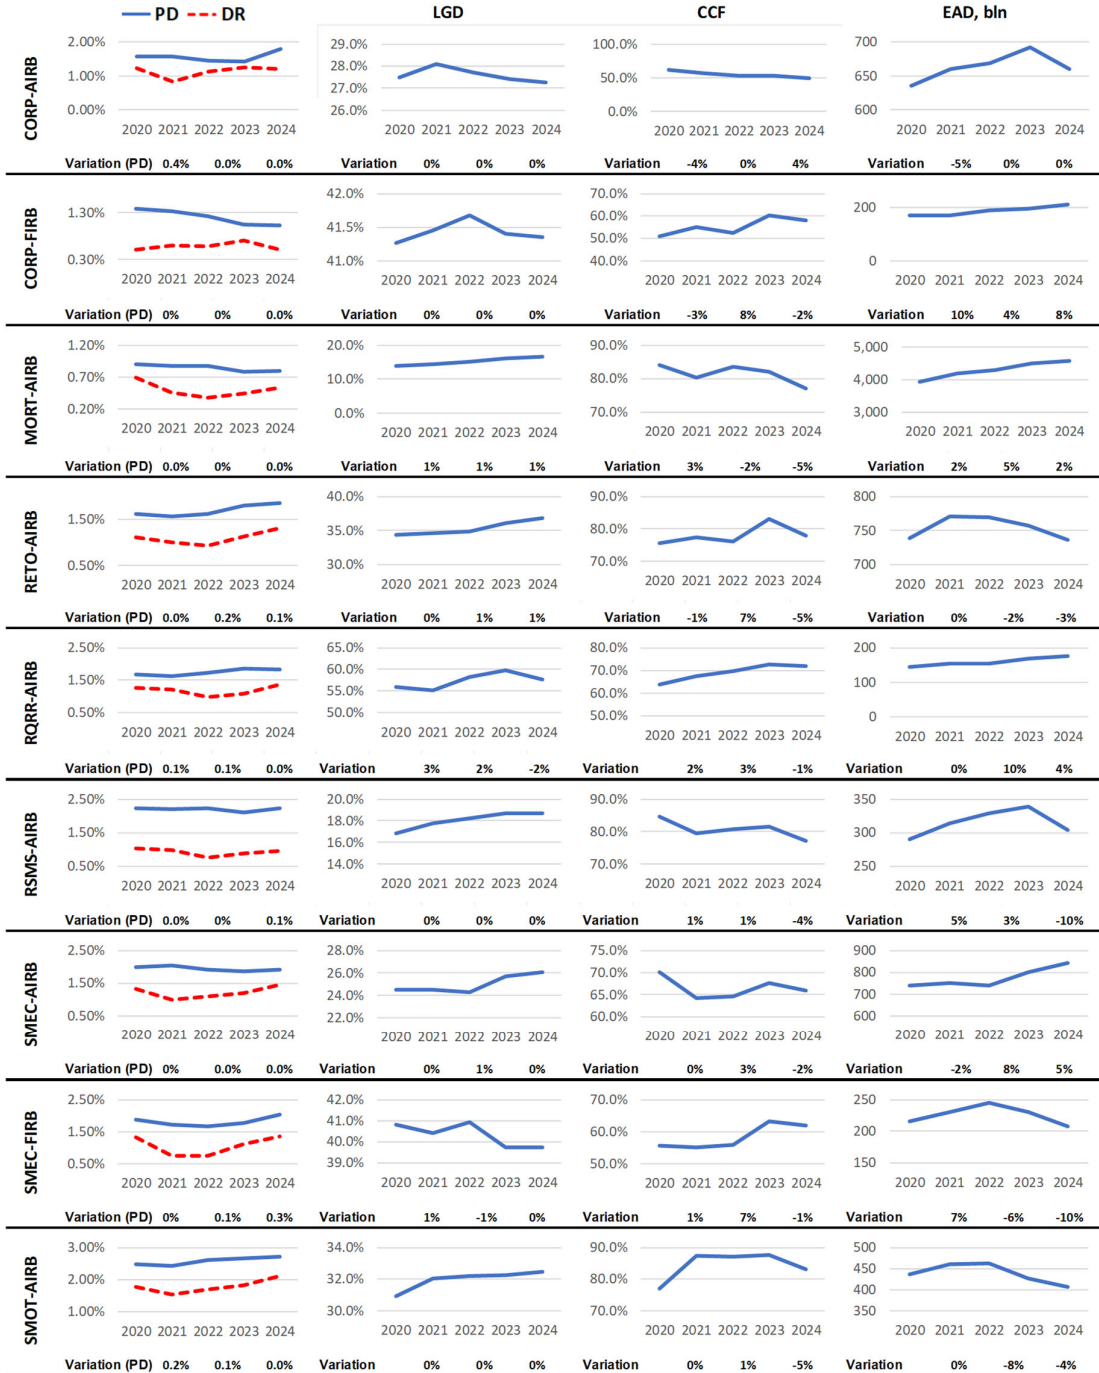 PD DR LGD CCF EAD, bln
CORP-AIRB
2.00% 29.0% 100.0% 700
28.0%
1.00% 50.0% 650
27.0%
0.00% 26.0% 0.0% 600
2020 2021 2022 2023 2024 2020 2021 2022 2023 2024 2020 2021 2022 2023 2024 2020 2021 2022 2023 2024
Variation (PD) 0.4% 0.0% 0.0% Variation 0% 0% 0% Variation -4% 0% 4% Variation -5% 0% 0%
CORP-FIRB
42.0% 70.0%
1.30% 60.0% 200
41.5% 50.0%
0.30% 41.0% 40.0% 0
2020 2021 2022 2023 2024 2020 2021 2022 2023 2024 2020 2021 2022 2023 2024 2020 2021 2022 2023 2024
Variation (PD) 0% 0% 0.0% Variation 0% 0% 0% Variation -3% 8% -2% Variation 10% 4% 8%
MORT-AIRB
1.20% 20.0% 90.0% 5,000
0.70% 10.0% 80.0% 4,000
0.20% 0.0% 70.0% 3,000
2020 2021 2022 2023 2024 2020 2021 2022 2023 2024 2020 2021 2022 2023 2024 2020 2021 2022 2023 2024
Variation (PD) 0.0% 0% 0.0% Variation 1% 1% 1% Variation 3% -2% -5% Variation 2% 5% 2%
RETO-AIRB
40.0% 90.0% 800
1.50% 35.0% 80.0% 750
0.50% 30.0% 70.0% 700
2020 2021 2022 2023 2024 2020 2021 2022 2023 2024 2020 2021 2022 2023 2024 2020 2021 2022 2023 2024
Variation (PD) 0.0% 0.2% 0.1% Variation 0% 1% 1% Variation -1% 7% -5% Variation 0% -2% -3%
RQRR-AIRB
2.50% 65.0% 80.0% 200
60.0% 70.0%
1.50% 100
55.0% 60.0%
0.50% 50.0% 50.0% 0
2020 2021 2022 2023 2024 2020 2021 2022 2023 2024 2020 2021 2022 2023 2024 2020 2021 2022 2023 2024
Variation (PD) 0.1% 0.1% 0.0% Variation 3% 2% -2% Variation 2% 3% -1% Variation 0% 10% 4%
RSMS-AIRB
2.50% 20.0% 90.0% 350
18.0%
1.50% 80.0% 300
16.0%
0.50% 14.0% 70.0% 250
2020 2021 2022 2023 2024 2020 2021 2022 2023 2024 2020 2021 2022 2023 2024 2020 2021 2022 2023 2024
Variation (PD) 0.0% 0% 0.1% Variation 0% 0% 0% Variation 1% 1% -4% Variation 5% 3% -10%
SMEC-AIRB
2.50% 28.0% 75.0% 900
26.0% 70.0% 800
1.50%
24.0% 65.0% 700
0.50% 22.0% 60.0% 600
2020 2021 2022 2023 2024 2020 2021 2022 2023 2024 2020 2021 2022 2023 2024 2020 2021 2022 2023 2024
Variation (PD) 0% 0.0% 0.0% Variation 0% 1% 0% Variation 0% 3% -2% Variation -2% 8% 5%
SMEC-FIRB
2.50% 42.0% 70.0% 250
41.0%
1.50% 60.0% 200
40.0%
0.50% 39.0% 50.0% 150
2020 2021 2022 2023 2024 2020 2021 2022 2023 2024 2020 2021 2022 2023 2024 2020 2021 2022 2023 2024
Variation (PD) 0% 0.1% 0.3% Variation 1% -1% 0% Variation 1% 7% -1% Variation 7% -6% -10%
SMOT-AIRB
3.00% 34.0% 90.0% 500
450
2.00% 32.0% 80.0%
400
1.00% 30.0% 70.0% 350
2020 2021 2022 2023 2024 2020 2021 2022 2023 2024 2020 2021 2022 2023 2024 2020 2021 2022 2023 2024
Variation (PD) 0.2% 0.1% 0.0% Variation 0% 0% 0% Variation 0% 1% -5% Variation 0% -8% -4%